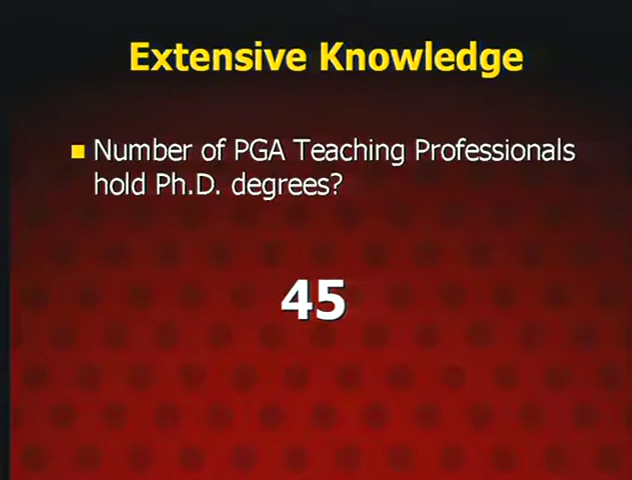 Extensive Knowledge
Number of PGA Teaching Professionals
hold Ph.D. degrees?
45